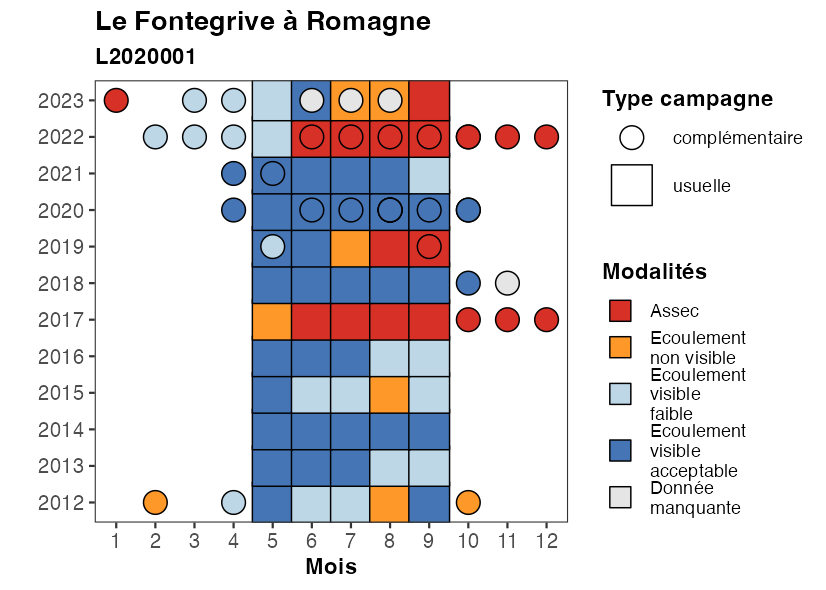 Le Fontegrive à Romagne
L2020001
2023
2022
2021
2020
2019
2018
2017
2016
2015
2014
2013
2012
1 2 3 4 5 6 7 8 9 10 11 12
Mois
Type campagne
complémentaire
usuelle
Modalités
Assec
Ecoulement
non visible
Ecoulement
visible
faible
Ecoulement
visible
acceptable
Donnée
manquante